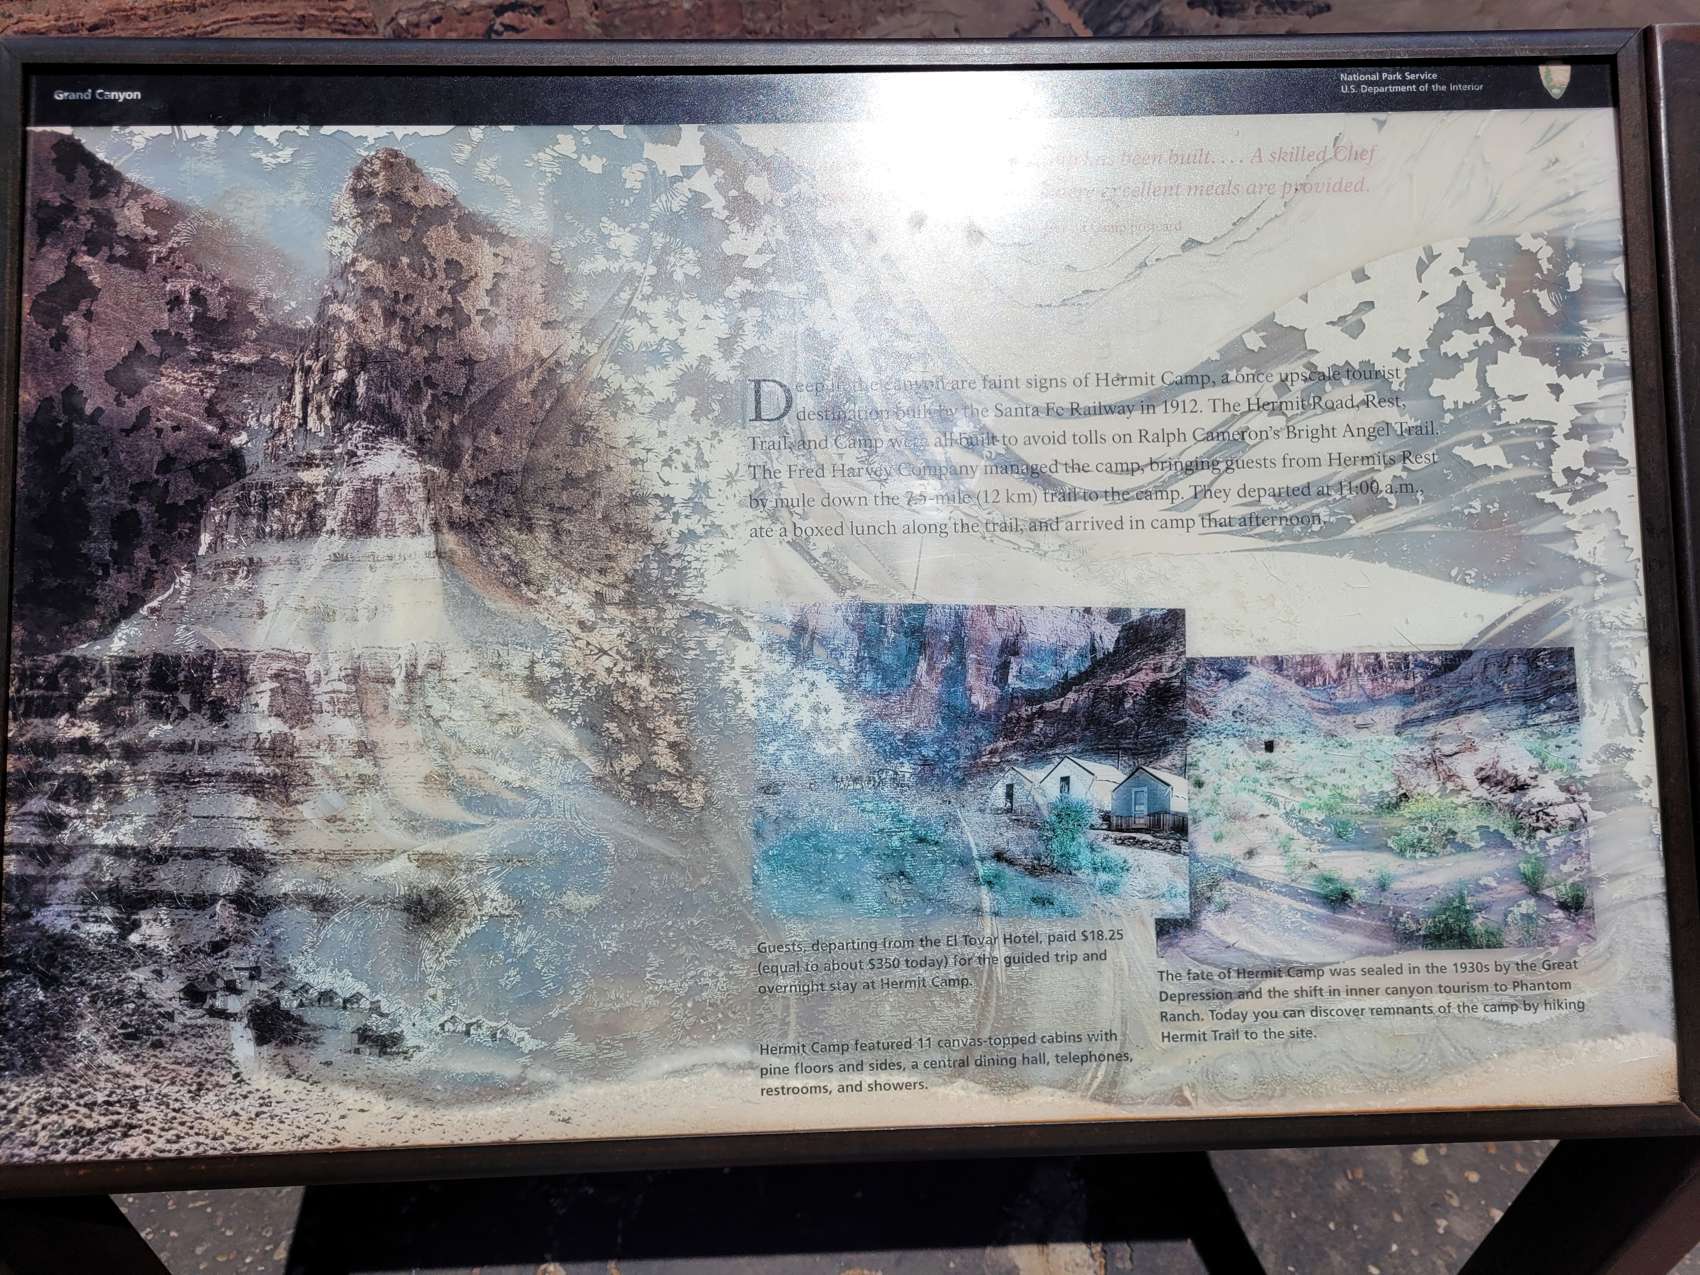 Grand Canyon
National Park Service
U.S. Department of the Interior
has been built. . . . A skilled Chef
where excellent meals are provided.
Camp postcard
Deep in the canyon are faint signs of Hermit Camp, a once upscale tourist
destination built by the Santa Fe Railway in 1912. The Hermit Road, Rest,
Trail, and Camp were all built to avoid tolls on Ralph Cameron's Bright Angel Trail.
The Fred Harvey Company managed the camp, bringing guests from Hermits Rest
by mule down the 7.5-mile (12 km) trail to the camp. They departed at 11:00 a.m.,
ate a boxed lunch along the trail, and arrived in camp that afternoon.
Guests, departing from the El Tovar Hotel, paid $18.25
(equal to about $350 today) for the guided trip and
overnight stay at Hermit Camp.
Hermit Camp featured 11 canvas-topped cabins with
pine floors and sides, a central dining hall, telephones,
restrooms, and showers.
The fate of Hermit Camp was sealed in the 1930s by the Great
Depression and the shift in inner canyon tourism to Phantom
Ranch. Today you can discover remnants of the camp by hiking
Hermit Trail to the site.